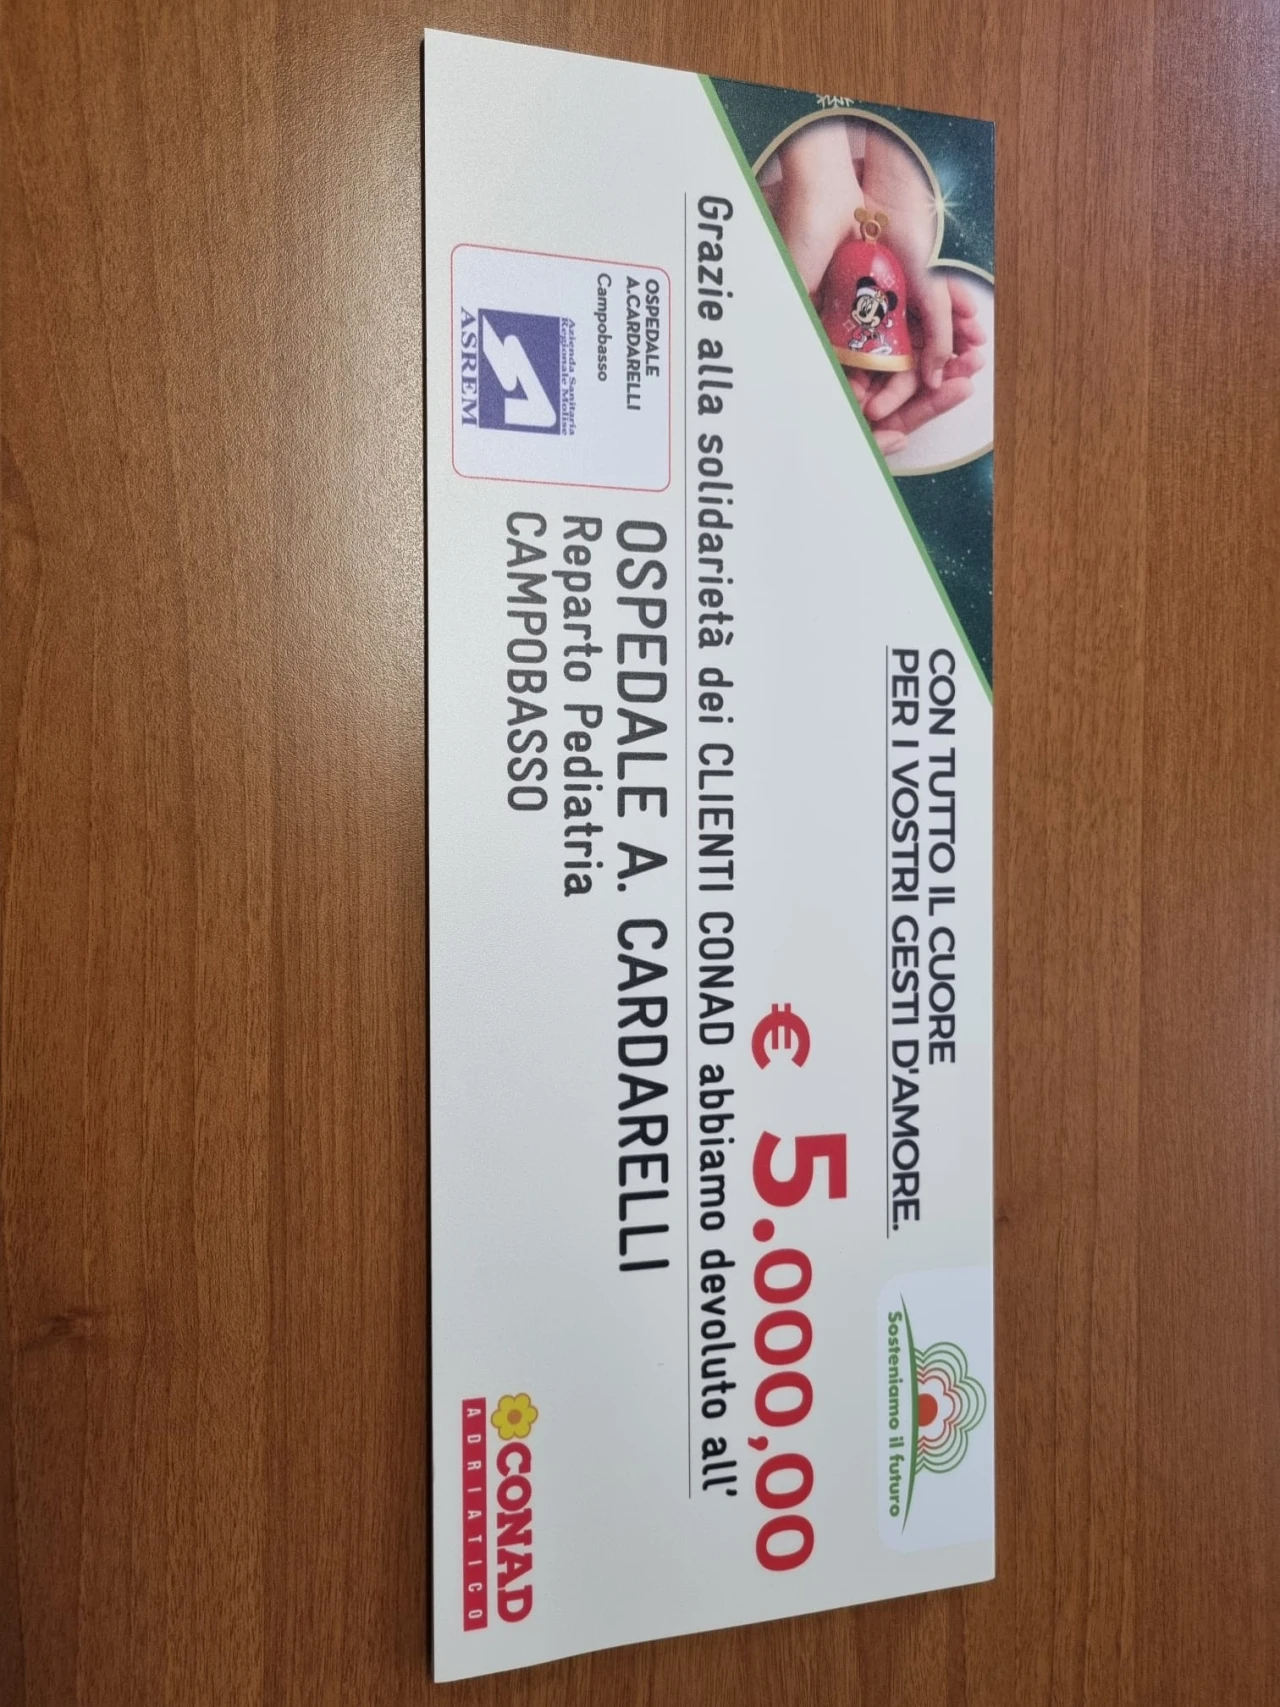 CON TUTTO IL CUORE
PER I VOSTRI GESTI D'AMORE.
Sosteniamo il futuro
€ 5.000,00
Grazie alla solidarietà dei CLIENTI CONAD abbiamo devoluto all'
OSPEDALE
A.CARDARELLI
Campobasso
Azienda Sanitaria
Regionale Molise
ASREM
OSPEDALE A. CARDARELLI
Reparto Pediatria
CAMPOBASSO
CONAD
ADRIATICO